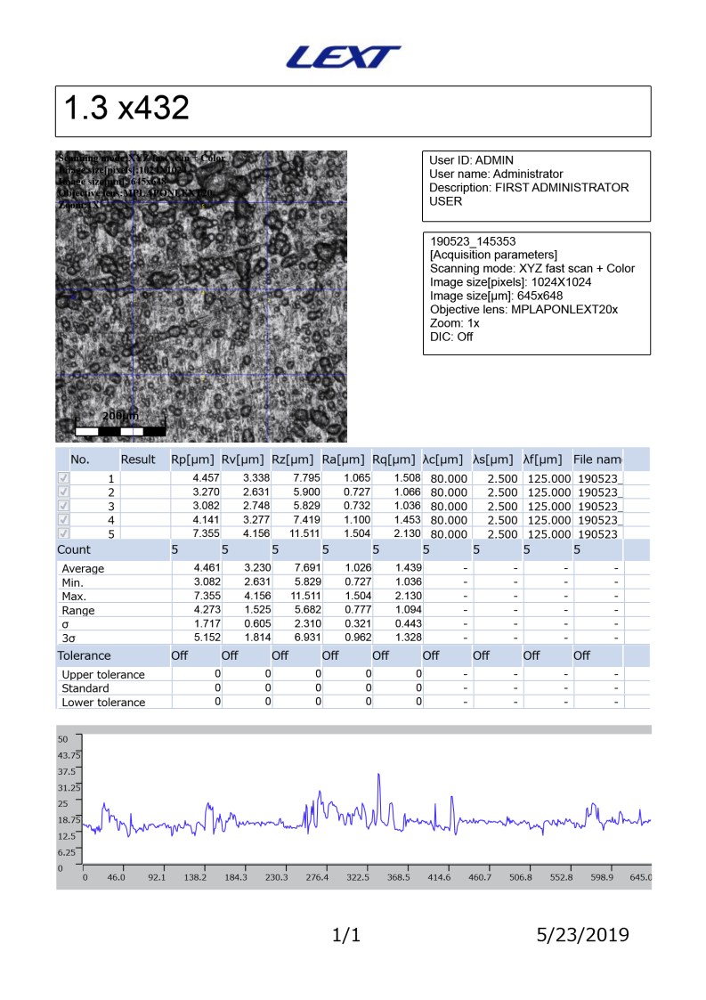 LEXT
1.3 x432
Scanning mode:XYZ fast scan + Color
Image size[pixels]:1024X1024
Image size[µm]:645x648
Objective lens:MPLAPONLEXT20
Zoom:1X
200µm
User ID: ADMIN
User name: Administrator
Description: FIRST ADMINISTRATOR
USER
190523_145353
[Acquisition parameters]
Scanning mode: XYZ fast scan + Color
Image size[pixels]: 1024X1024
Image size[µm]: 645x648
Objective lens: MPLAPONLEXT20x
Zoom: 1x
DIC: Off
No. Result Rp[µm] Rv[µm] Rz[µm] Ra[µm] Rq[µm] λc[µm] λs[µm] λf[µm] File nam
1 4.457 3.338 7.795 1.065 1.508 80.000 2.500 125.000 190523_
2 3.270 2.631 5.900 0.727 1.066 80.000 2.500 125.000 190523_
3 3.082 2.748 5.829 0.732 1.036 80.000 2.500 125.000 190523_
4 4.141 3.277 7.419 1.100 1.453 80.000 2.500 125.000 190523_
5 7.355 4.156 11.511 1.504 2.130 80.000 2.500 125.000 190523
Count 5 5 5 5 5 5 5 5 5
Average 4.461 3.230 7.691 1.026 1.439 - - - -
Min. 3.082 2.631 5.829 0.727 1.036 - - - -
Max. 7.355 4.156 11.511 1.504 2.130 - - - -
Range 4.273 1.525 5.682 0.777 1.094 - - - -
σ 1.717 0.605 2.310 0.321 0.443 - - - -
3σ 5.152 1.814 6.931 0.962 1.328 - - - -
Tolerance Off Off Off Off Off Off Off Off Off
Upper tolerance 0 0 0 0 0 - - - -
Standard 0 0 0 0 0 - - - -
Lower tolerance 0 0 0 0 0 - - - -
50
43.75
37.5
31.25
25
18.75
12.5
6.25
0
0 46.0 92.1 138.2 184.3 230.3 276.4 322.5 368.5 414.6 460.7 506.8 552.8 598.9 645.0
1/1 5/23/2019